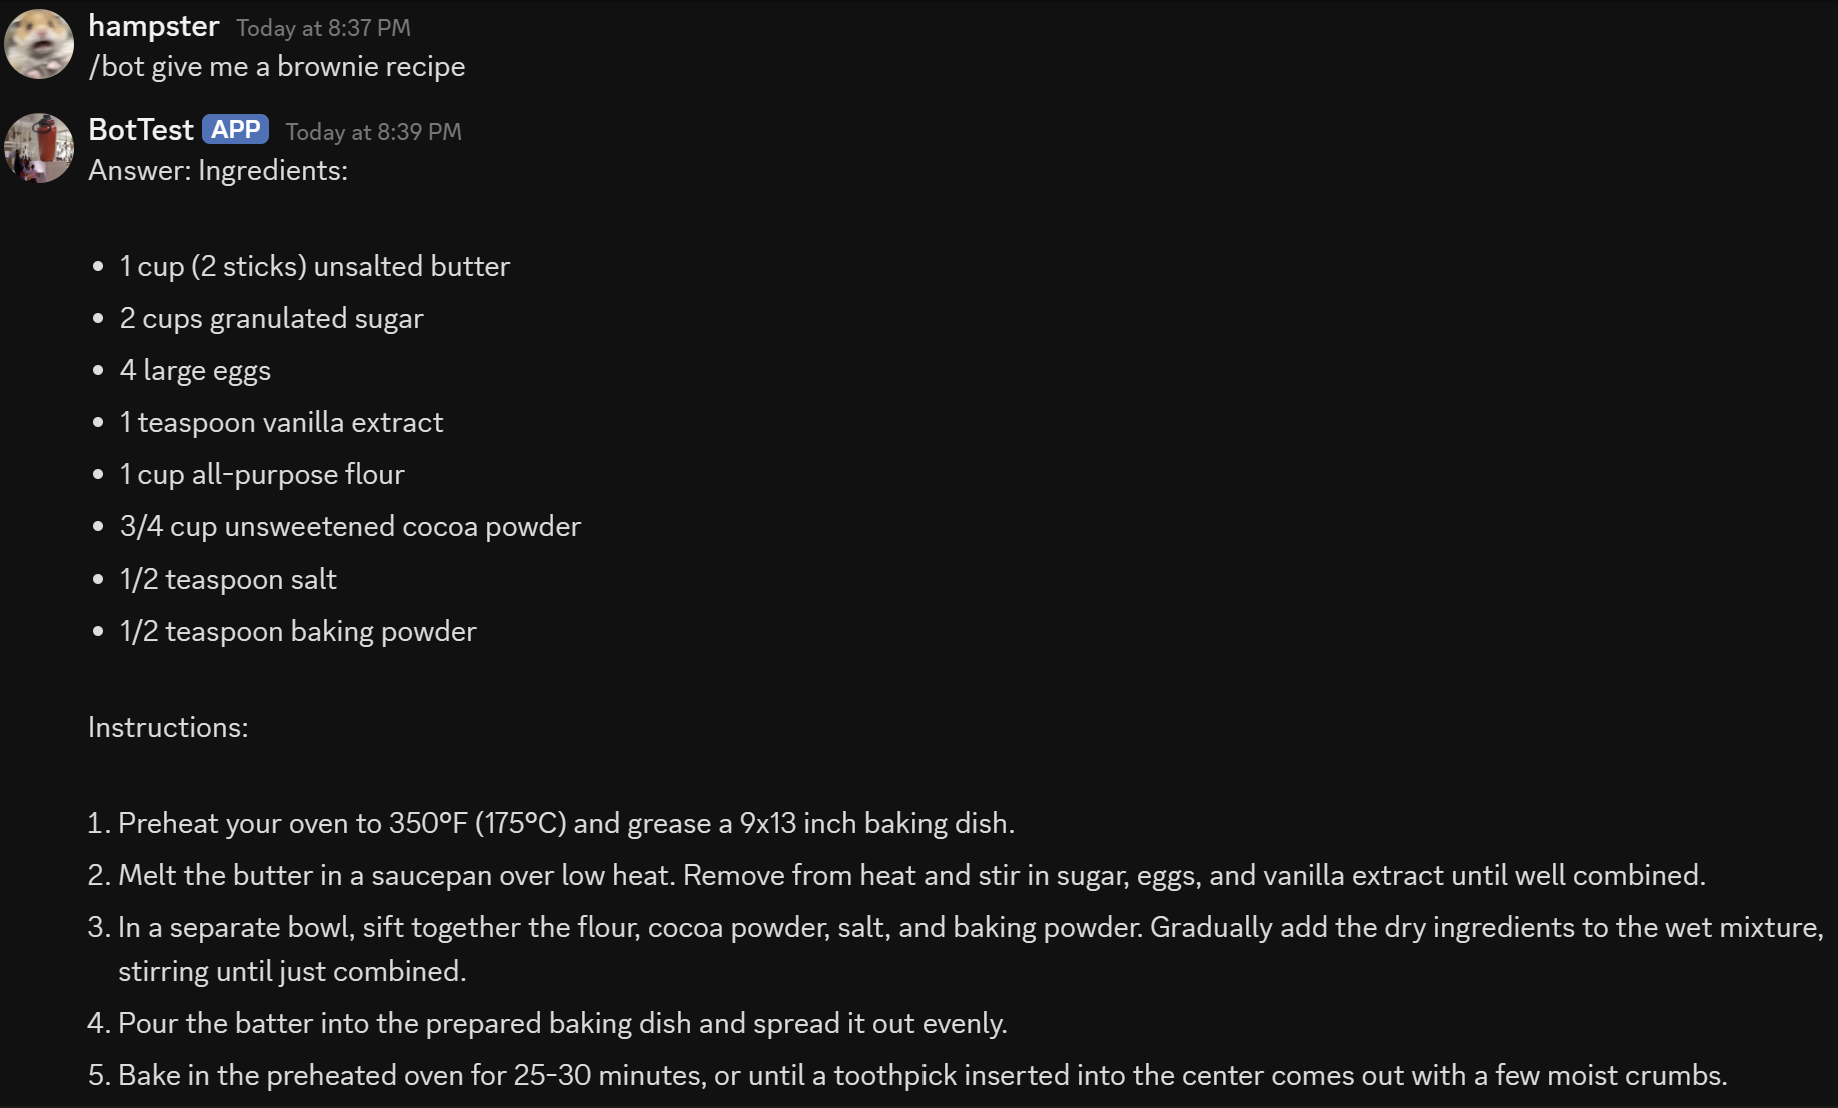 hampster Today at 8:37 PM
/bot give me a brownie recipe
BotTest APP Today at 8:39 PM
Answer: Ingredients:
• 1 cup (2 sticks) unsalted butter
• 2 cups granulated sugar
• 4 large eggs
• 1 teaspoon vanilla extract
• 1 cup all-purpose flour
• 3/4 cup unsweetened cocoa powder
• 1/2 teaspoon salt
• 1/2 teaspoon baking powder
Instructions:
1. Preheat your oven to 350°F (175°C) and grease a 9x13 inch baking dish.
2. Melt the butter in a saucepan over low heat. Remove from heat and stir in sugar, eggs, and vanilla extract until well combined.
3. In a separate bowl, sift together the flour, cocoa powder, salt, and baking powder. Gradually add the dry ingredients to the wet mixture,
stirring until just combined.
4. Pour the batter into the prepared baking dish and spread it out evenly.
5. Bake in the preheated oven for 25-30 minutes, or until a toothpick inserted into the center comes out with a few moist crumbs.